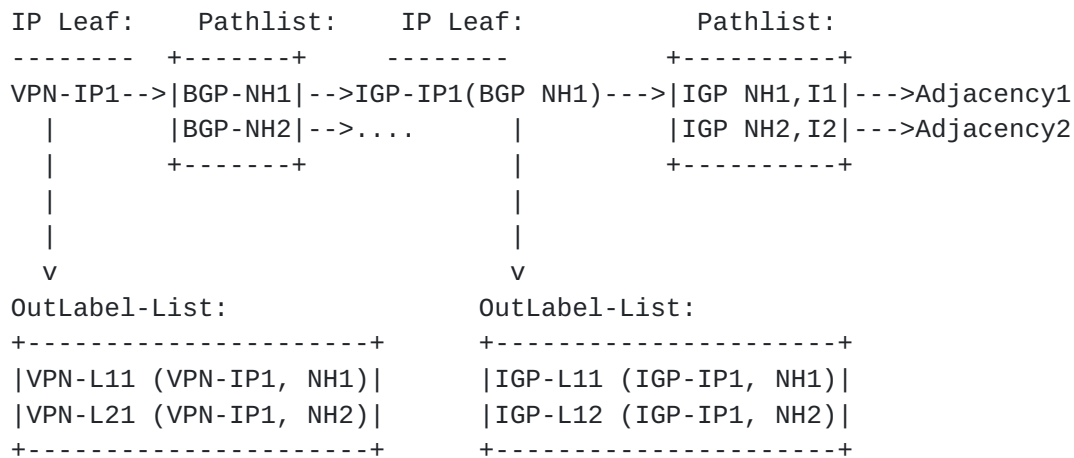 IP Leaf:    Pathlist:    IP Leaf:           Pathlist:
--------  +-------+     --------          +----------+
VPN-IP1-->|BGP-NH1|-->IGP-IP1(BGP NH1)--->|IGP NH1,I1|--->Adjacency1
  |       |BGP-NH2|-->....      |         |IGP NH2,I2|--->Adjacency2
  |       +-------+             |         +----------+
  |                             |
  |                             |
  v                             v
OutLabel-List:                OutLabel-List:
+----------------------+      +----------------------+
|VPN-L11 (VPN-IP1, NH1)|      |IGP-L11 (IGP-IP1, NH1)|
|VPN-L21 (VPN-IP1, NH2)|      |IGP-L12 (IGP-IP1, NH2)|
+----------------------+      +----------------------+